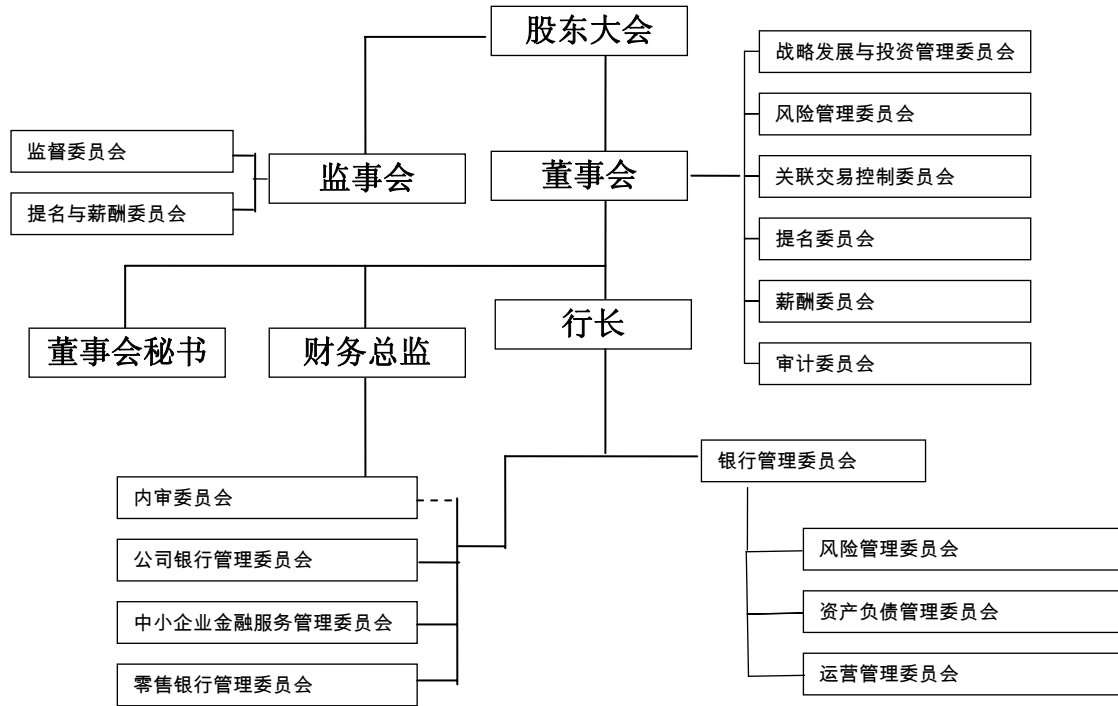 股东大会
战略发展与投资管理委员会
风险管理委员会
监督委员会
监事会
董事会
关联交易控制委员会
提名与薪酬委员会
提名委员会
薪酬委员会
行长
董事会秘书
财务总监
审计委员会
银行管理委员会
内审委员会
风险管理委员会
公司银行管理委员会
资产负债管理委员会
中小企业金融服务管理委员会
运营管理委员会
零售银行管理委员会